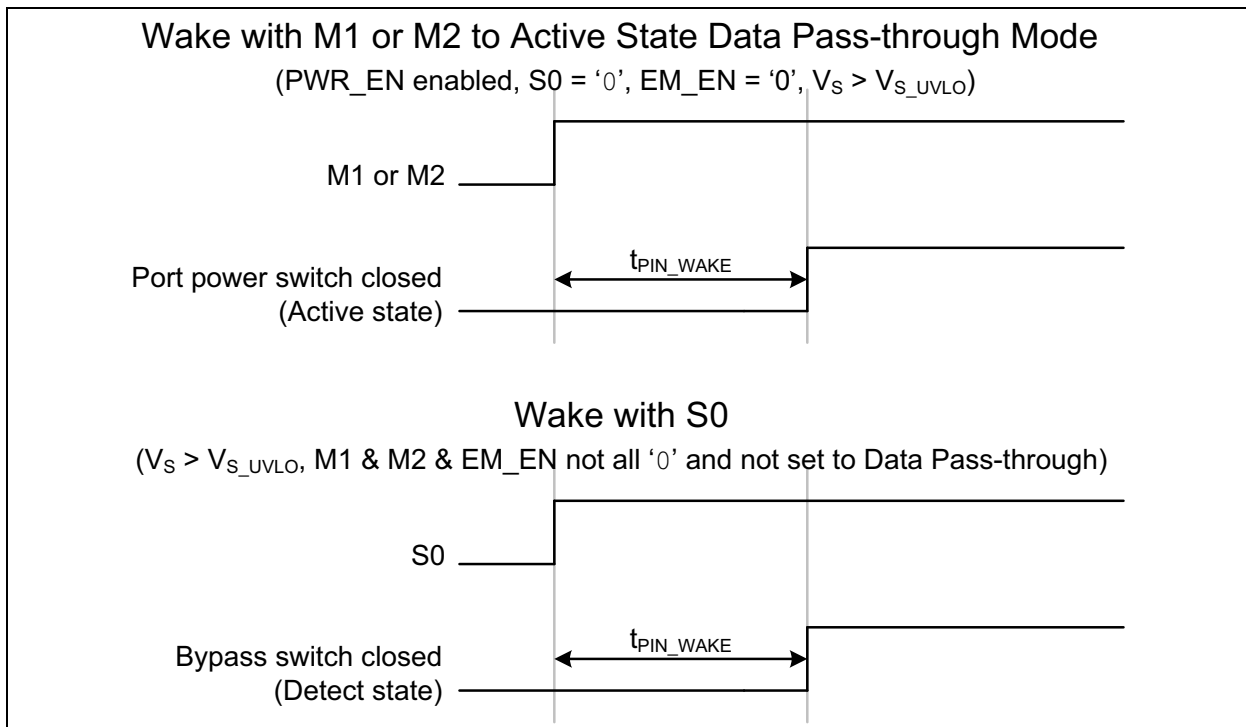 Wake with M1 or M2 to Active State Data Pass-through Mode
(PWR_EN enabled, S0 = ‘0’, EM_EN = ‘0’, VS > VS_UVLO)
M1 or M2
tPIN_WAKE
Port power switch closed
(Active state)
Wake with S0
(VS > VS_UVLO, M1 & M2 & EM_EN not all ‘0’ and not set to Data Pass-through)
S0
tPIN_WAKE
Bypass switch closed
(Detect state)